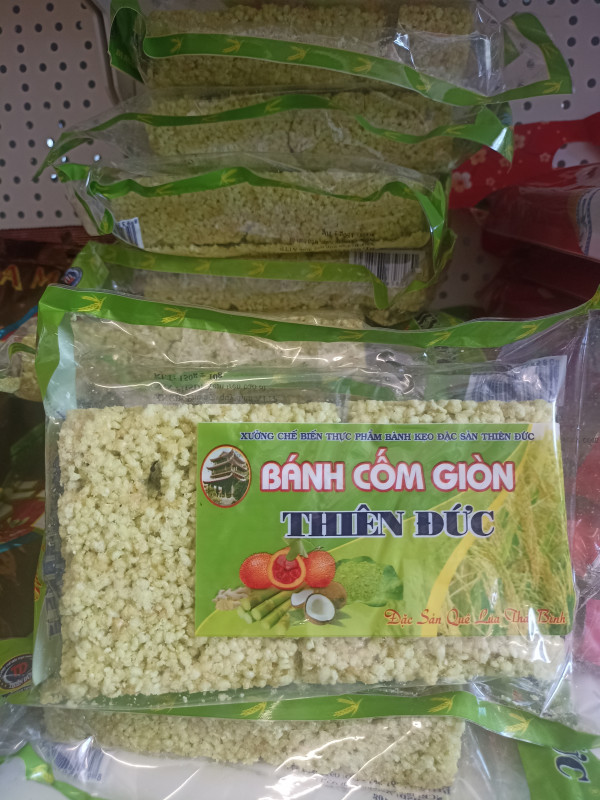 XƯỞNG CHẾ BIẾN THỰC PHẨM BÁNH KẸO ĐẶC SẢN THIÊN ĐỨC
BÁNH CỐM GIÒN
THIÊN ĐỨC
Đặc Sản Quê Lúa Thái Bình